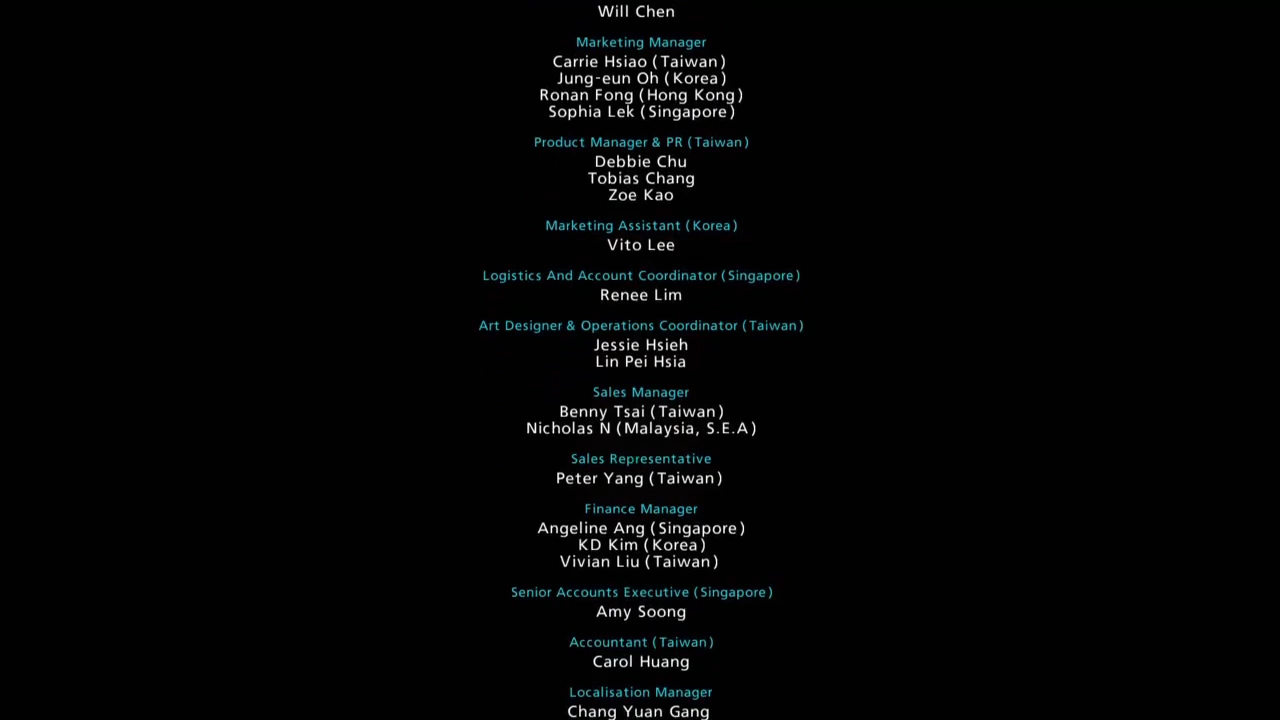 Will Chen
Marketing Manager
Carrie Hsiao (Taiwan)
Jung-eun Oh (Korea)
Ronan Fong (Hong Kong)
Sophia Lek (Singapore)
Product Manager & PR (Taiwan)
Debbie Chu
Tobias Chang
Zoe Kao
Marketing Assistant (Korea)
Vito Lee
Logistics And Account Coordinator (Singapore)
Renee Lim
Art Designer & Operations Coordinator (Taiwan)
Jessie Hsieh
Lin Pei Hsia
Sales Manager
Benny Tsai (Taiwan)
Nicholas N (Malaysia, S.E.A)
Sales Representative
Peter Yang (Taiwan)
Finance Manager
Angeline Ang (Singapore)
KD Kim (Korea)
Vivian Liu (Taiwan)
Senior Accounts Executive (Singapore)
Amy Soong
Accountant (Taiwan)
Carol Huang
Localisation Manager
Chang Yuan Gang